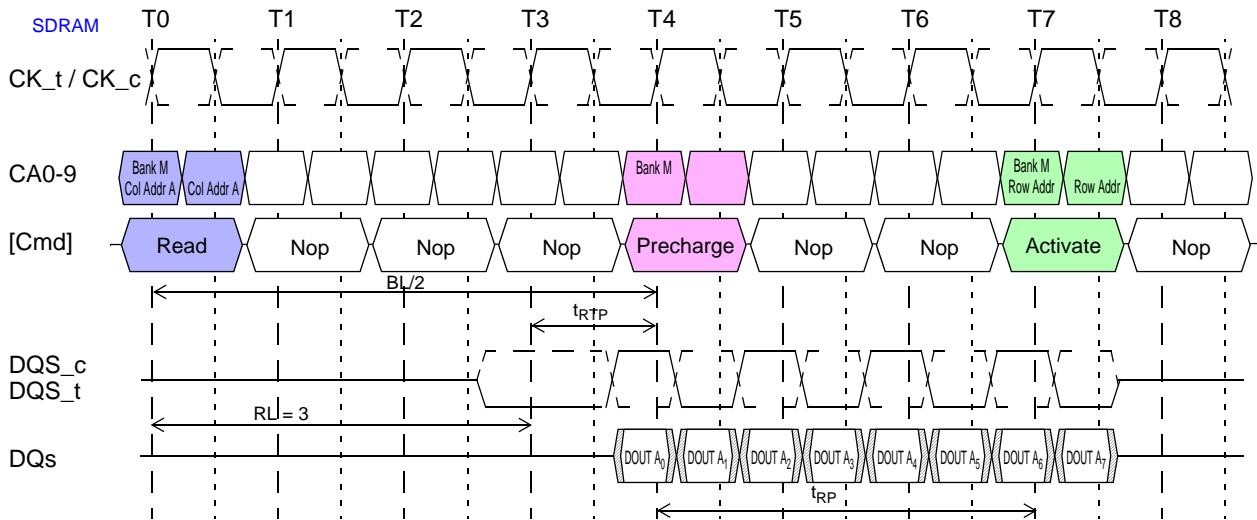 SDRAM T0 T1 T2 T3 T4 T5 T6 T7 T8
CK_t / CK_c
CA0-9 Bank M Col Addr A Col Addr A Bank M Bank M Row Addr Row Addr
[Cmd] Read Nop Nop Nop Precharge Nop Nop Activate Nop
BL/2
tRTP
DQS_c
DQS_t
RL = 3
DQs DOUT A0 DOUT A1 DOUT A2 DOUT A3 DOUT A4 DOUT A5 DOUT A6 DOUT A7
tRP